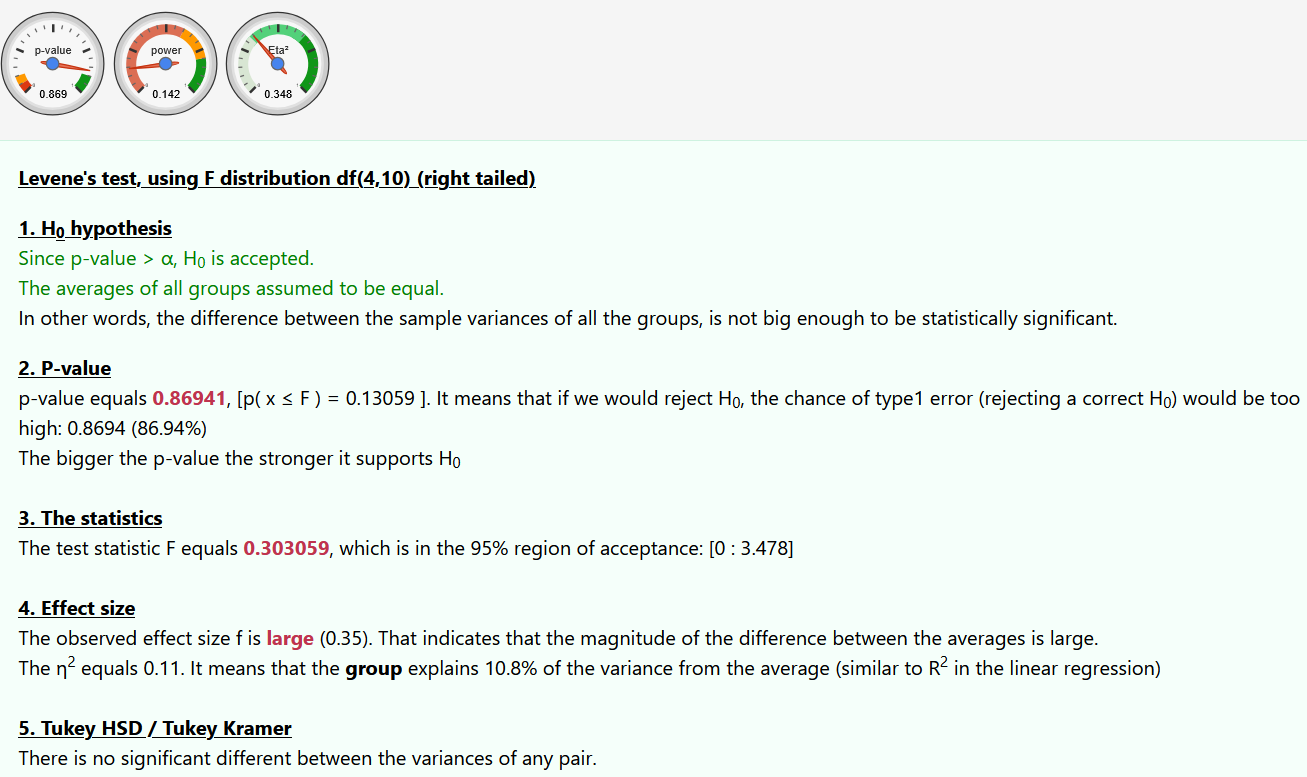 p-value
0.869
power
0.142
Eta²
0.348
Levene's test, using F distribution df(4,10) (right tailed)
1. H₀ hypothesis
Since p-value > α, H₀ is accepted.
The averages of all groups assumed to be equal.
In other words, the difference between the sample variances of all the groups, is not big enough to be statistically significant.
2. P-value
p-value equals 0.86941, [p( x ≤ F ) = 0.13059 ]. It means that if we would reject H₀, the chance of type1 error (rejecting a correct H₀) would be too
high: 0.8694 (86.94%)
The bigger the p-value the stronger it supports H₀
3. The statistics
The test statistic F equals 0.303059, which is in the 95% region of acceptance: [0 : 3.478]
4. Effect size
The observed effect size f is large (0.35). That indicates that the magnitude of the difference between the averages is large.
The η² equals 0.11. It means that the group explains 10.8% of the variance from the average (similar to R² in the linear regression)
5. Tukey HSD / Tukey Kramer
There is no significant different between the variances of any pair.